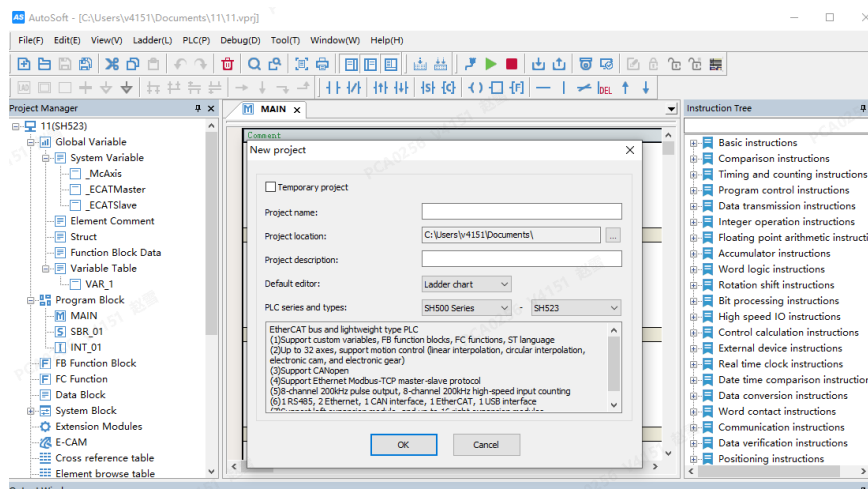 AS AutoSoft - [C:\Users\v4151\Documents\11\11.vprj]
File(F) Edit(E) View(V) Ladder(L) PLC(P) Debug(D) Tool(T) Window(W) Help(H)
Project Manager
11(SH523)
Global Variable
System Variable
_McAxis
_ECATMaster
_ECATSlave
Element Comment
Struct
Function Block Data
Variable Table
VAR_1
Program Block
MAIN
SBR_01
INT_01
FB Function Block
FC Function
Data Block
System Block
Extension Modules
E-CAM
Cross reference table
Element browse table
MAIN
Comment
New project
Temporary project
Project name:
Project location: C:\Users\v4151\Documents\ ...
Project description:
Default editor: Ladder chart
PLC series and types: SH500 Series - SH523
EtherCAT bus and lightweight type PLC
(1)Support custom variables, FB function blocks, FC functions, ST language
(2)Up to 32 axes, support motion control (linear interpolation, circular interpolation,
electronic cam, and electronic gear)
(3)Support CANopen
(4)Support Ethernet Modbus-TCP master-slave protocol
(5)8-channel 200kHz pulse output, 8-channel 200kHz high-speed input counting
(6)1 RS485, 2 Ethernet, 1 CAN interface, 1 EtherCAT, 1 USB interface
OK Cancel
Instruction Tree
Basic instructions
Comparison instructions
Timing and counting instructions
Program control instructions
Data transmission instructions
Integer operation instructions
Floating point arithmetic instructi
Accumulator instructions
Word logic instructions
Rotation shift instructions
Bit processing instructions
High speed IO instructions
Control calculation instructions
External device instructions
Real time clock instructions
Date time comparison instruction
Data conversion instructions
Word contact instructions
Communication instructions
Data verification instructions
Positioning instructions